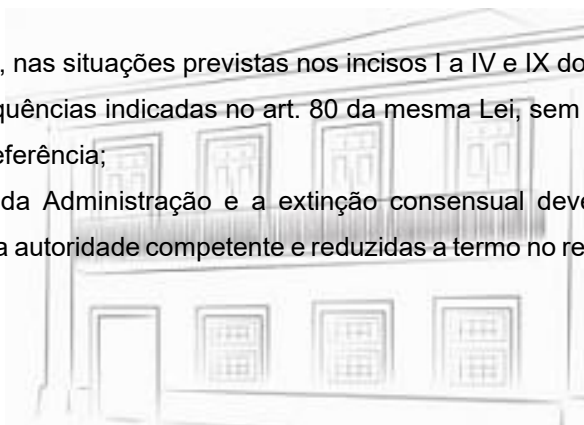 , nas situações previstas nos incisos I a IV e IX do
quências indicadas no art. 80 da mesma Lei, sem
eferência;
da Administração e a extinção consensual deve
a autoridade competente e reduzidas a termo no re